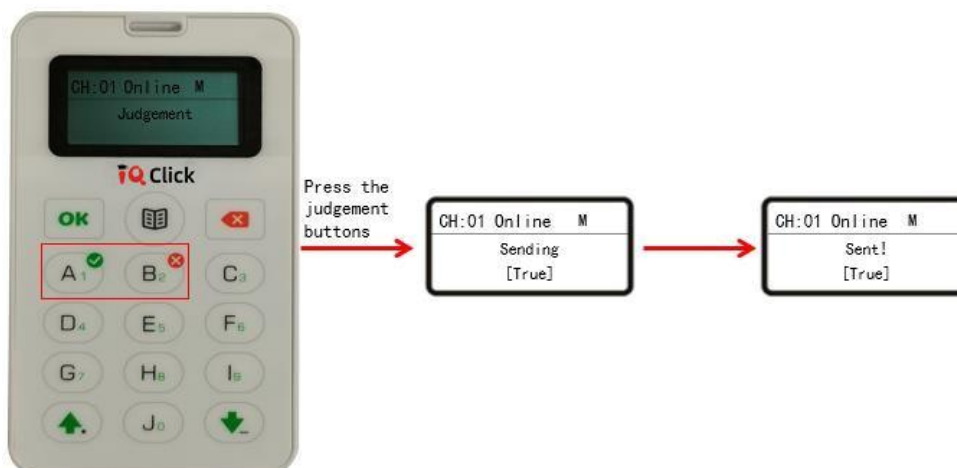 CH:01 Online M
Judgement
iQ Click
OK
A1 B2 C3
D4 E5 F6
G7 H8 I9
. J0 _
Press the
judgement
buttons
CH:01 Online M
Sending
[True]
CH:01 Online M
Sent!
[True]